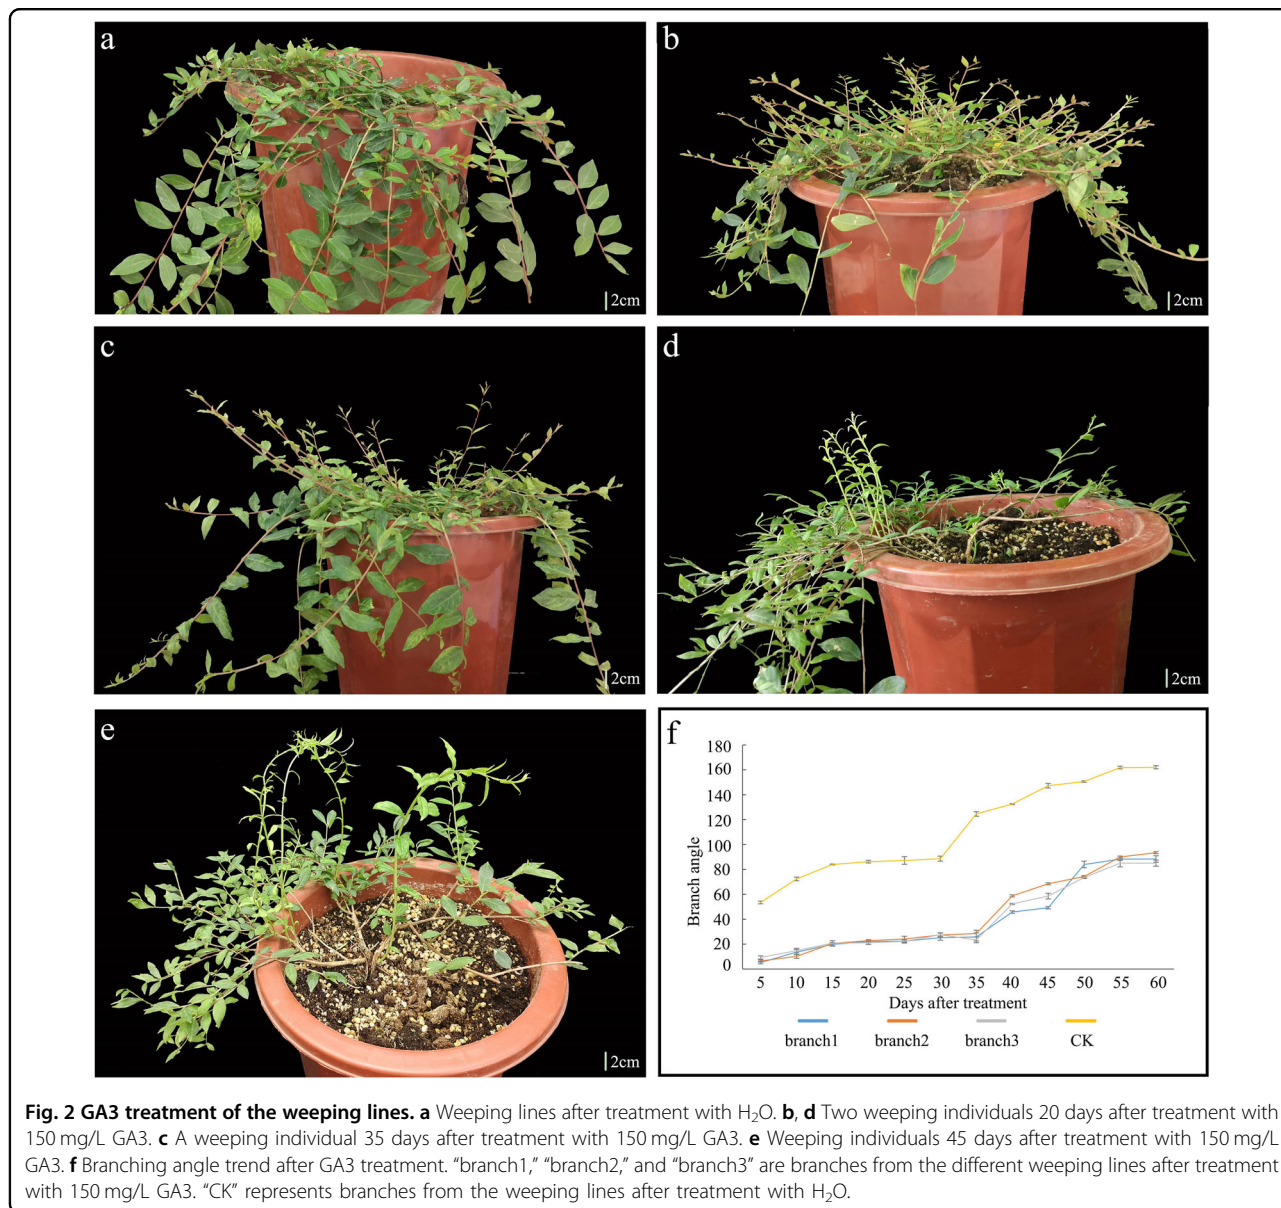 a
b
2cm
2cm
c
d
2cm
2cm
e
2cm
f
180
160
140
120
100
80
60
40
20
0
Branch angle
5 10 15 20 25 30 35 40 45 50 55 60
Days after treatment
branch1 branch2 branch3 CK
Fig. 2 GA3 treatment of the weeping lines. a Weeping lines after treatment with H₂O. b, d Two weeping individuals 20 days after treatment with
150 mg/L GA3. c A weeping individual 35 days after treatment with 150 mg/L GA3. e Weeping individuals 45 days after treatment with 150 mg/L
GA3. f Branching angle trend after GA3 treatment. “branch1,” “branch2,” and “branch3” are branches from the different weeping lines after treatment
with 150 mg/L GA3. “CK” represents branches from the weeping lines after treatment with H₂O.